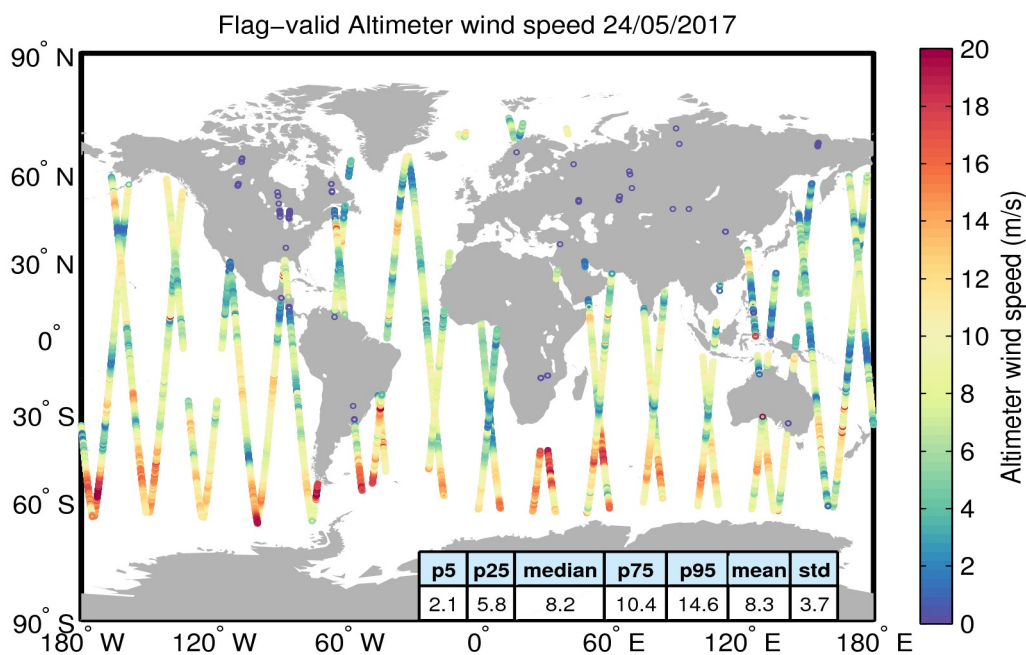 Flag−valid Altimeter wind speed 24/05/2017
90° N
60° N
30° N
0°
30° S
60° S
90° S
180° W
120° W
60° W
0°
60° E
120° E
180° E
p5 p25 median p75 p95 mean std
2.1 5.8 8.2 10.4 14.6 8.3 3.7
20
18
16
14
12
10
8
6
4
2
0
Altimeter wind speed (m/s)